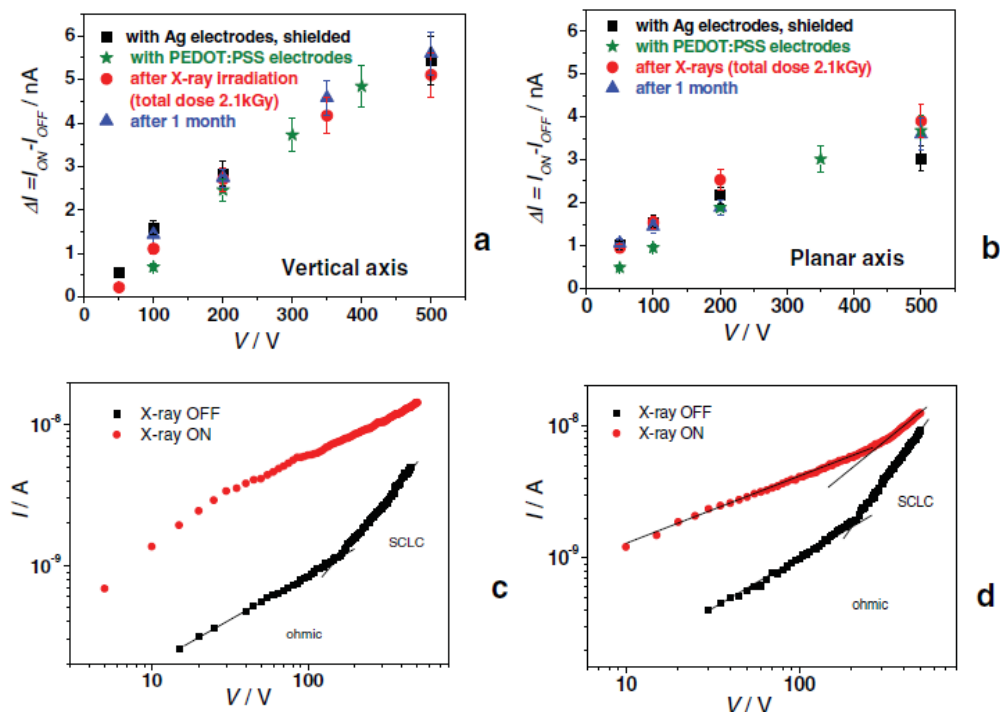 ΔI =I_ON-I_OFF / nA
6
5
4
3
2
1
0
with Ag electrodes, shielded
with PEDOT:PSS electrodes
after X-ray irradiation
(total dose 2.1kGy)
after 1 month
a
Vertical axis
0 100 200 300 400 500
V / V
ΔI = I_ON-I_OFF / nA
6
5
4
3
2
1
0
with Ag electrodes, shielded
with PEDOT:PSS electrodes
after X-rays (total dose 2.1kGy)
after 1 month
b
Planar axis
0 100 200 300 400 500
V / V
I / A
10^-8
10^-9
X-ray OFF
X-ray ON
SCLC
ohmic
c
10 100
V / V
I / A
10^-8
10^-9
X-ray OFF
X-ray ON
SCLC
ohmic
d
10 100
V / V